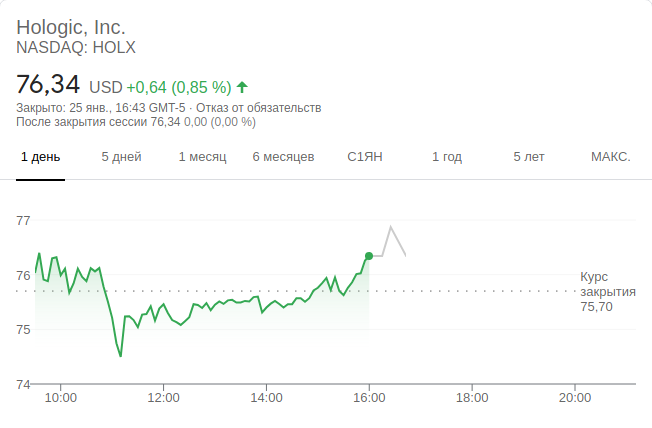 Hologic, Inc.
NASDAQ: HOLX
76,34 USD +0,64 (0,85 %)
Закрыто: 25 янв., 16:43 GMT-5 · Отказ от обязательств
После закрытия сессии 76,34 0,00 (0,00 %)
1 день 5 дней 1 месяц 6 месяцев С1ЯН 1 год 5 лет МАКС.
77
76
Курс
закрытия
75,70
75
74
10:00 12:00 14:00 16:00 18:00 20:00